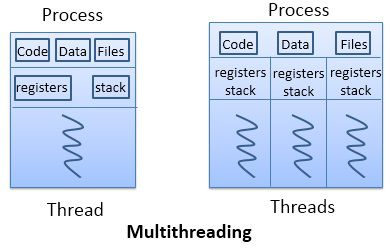 Process
Code Data Files
registers stack
Thread
Process
Code Data Files
registers registers registers
stack stack stack
Threads
Multithreading